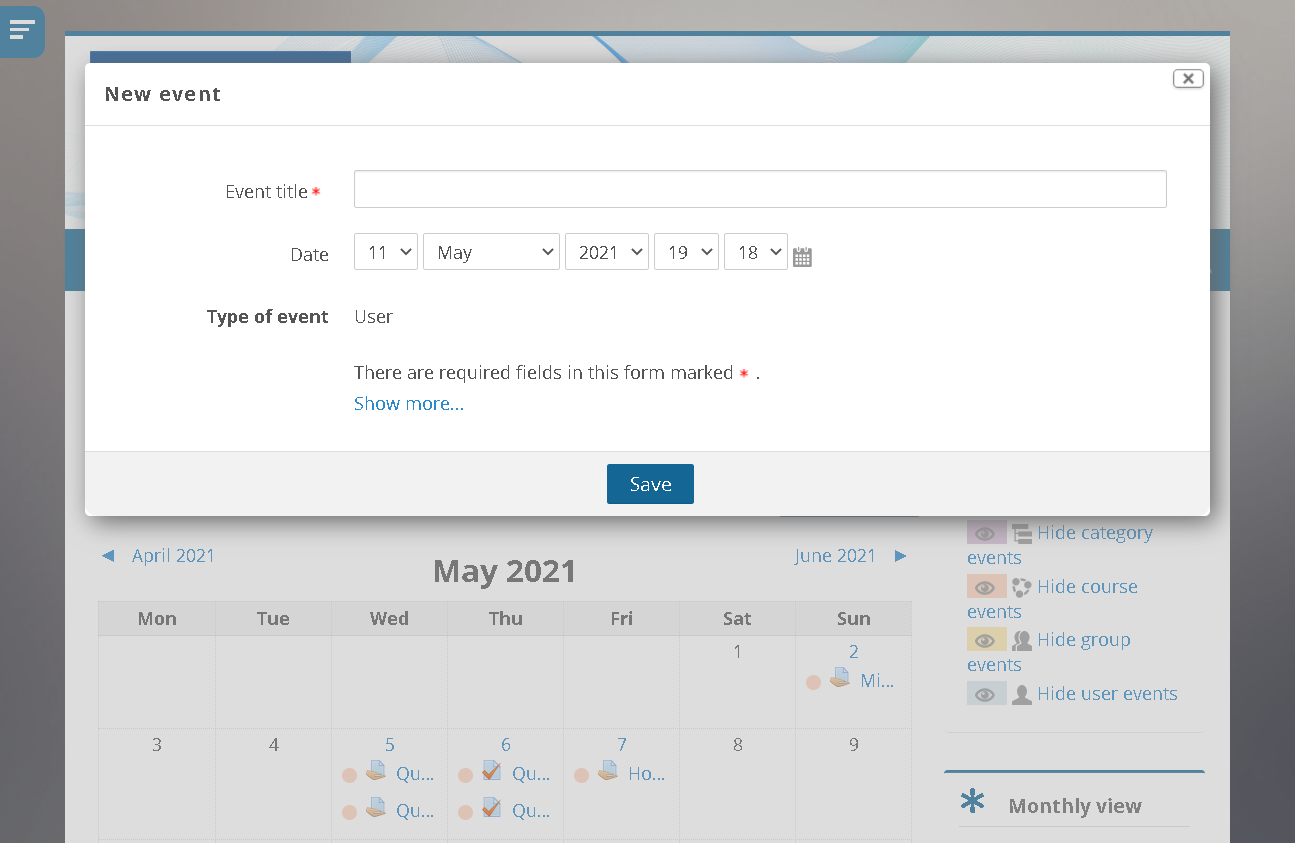 New event
Event title
Date 11 May 2021 19 18
Type of event User
There are required fields in this form marked * .
Show more...
Save
April 2021
May 2021
June 2021
Mon Tue Wed Thu Fri Sat Sun
1 2
Mi...
3 4 5 6 7 8 9
Qu... Qu... Ho...
Qu... Qu...
Hide category
events
Hide course
events
Hide group
events
Hide user events
Monthly view